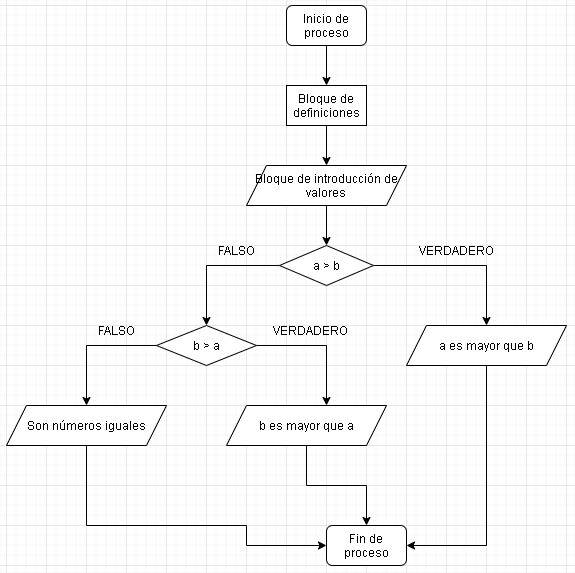 Inicio de
proceso
Bloque de
definiciones
Bloque de introducción de
valores
FALSO
VERDADERO
a > b
FALSO
VERDADERO
b > a
a es mayor que b
Son números iguales
b es mayor que a
Fin de
proceso